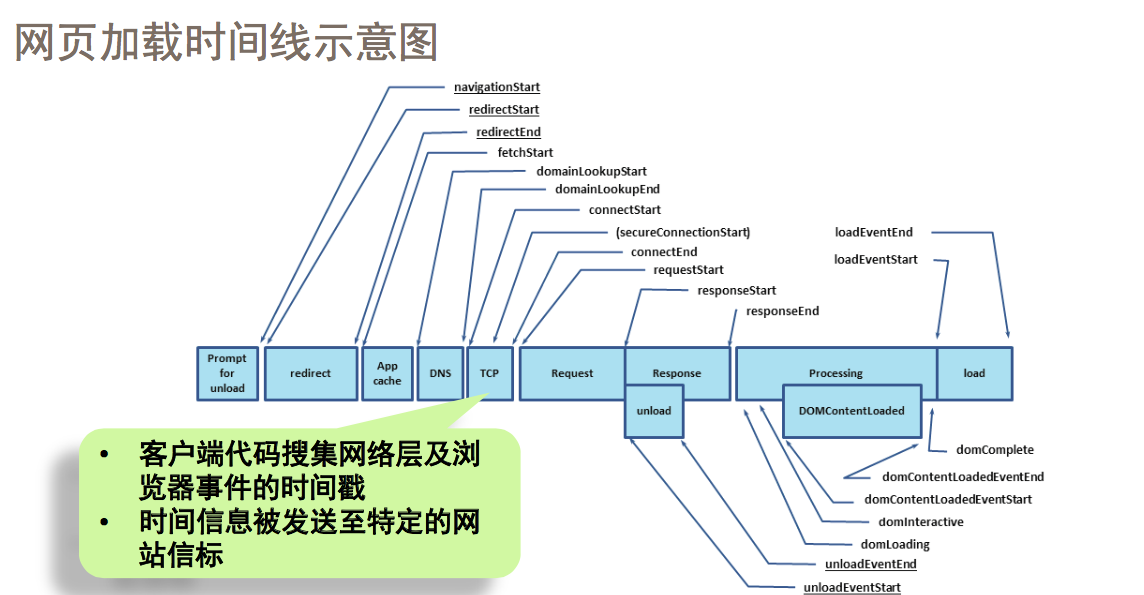 网页加载时间线示意图
navigationStart
redirectStart
redirectEnd
fetchStart
domainLookupStart
domainLookupEnd
connectStart
(secureConnectionStart)
connectEnd
requestStart
responseStart
responseEnd
loadEventEnd
loadEventStart
Prompt
for
unload
redirect
App
cache
DNS
TCP
Request
Response
Processing
load
unload
DOMContentLoaded
• 客户端代码搜集网络层及浏
览器事件的时间戳
• 时间信息被发送至特定的网
站信标
domComplete
domContentLoadedEventEnd
domContentLoadedEventStart
domInteractive
domLoading
unloadEventEnd
unloadEventStart